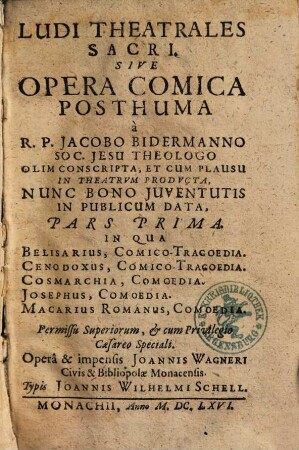 LUDI THEATRALES
SACRI.
SIVE
OPERA COMICA
POSTHUMA
à
R. P. JACOBO BIDERMANNO
SOC. JESU THEOLOGO
OLIM CONSCRIPTA, ET CUM PLAUSU
IN THEATRVM PRODVCTA,
NUNC BONO JUVENTUTIS
IN PUBLICUM DATA.
PARS PRIMA.
IN QUA
BELISARIUS, COMICO-TRAGOEDIA.
CENODOXUS, COMICO-TRAGOEDIA.
COSMARCHIA, COMOEDIA.
JOSEPHUS, COMOEDIA.
MACARIUS ROMANUS, COMOEDIA.
Permissu Superiorum, & cum Privilegio
Cæsareo Speciali.
Operâ & impensis JOANNIS WAGNERI
Civis & Bibliopolæ Monacensis.
Typis JOANNIS WILHELMI SCHELL.
MONACHII, Anno M. DC. LXVI.